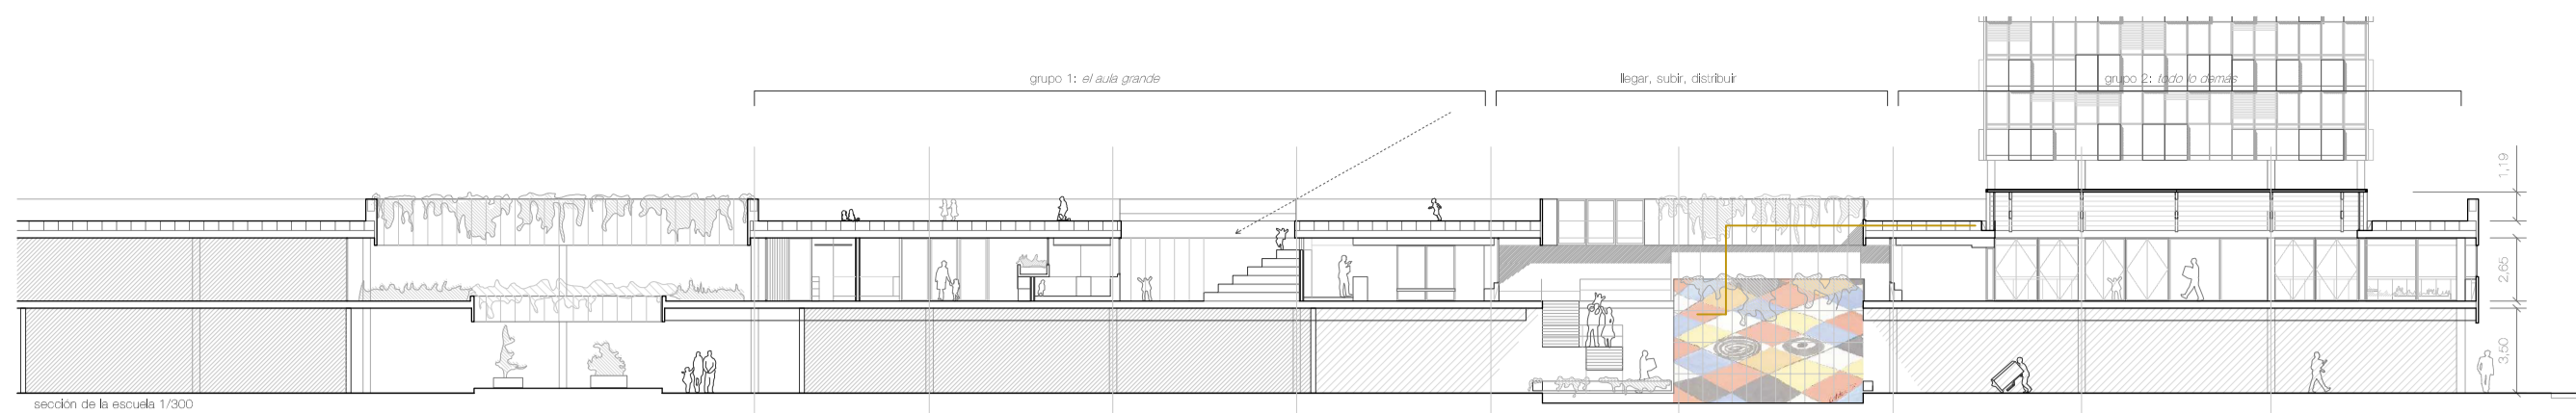 grupo 1: el aula grande
llegar, subir, distribuir
grupo 2: todo lo demás
1,19
2,65
3,50
sección de la escuela 1/300